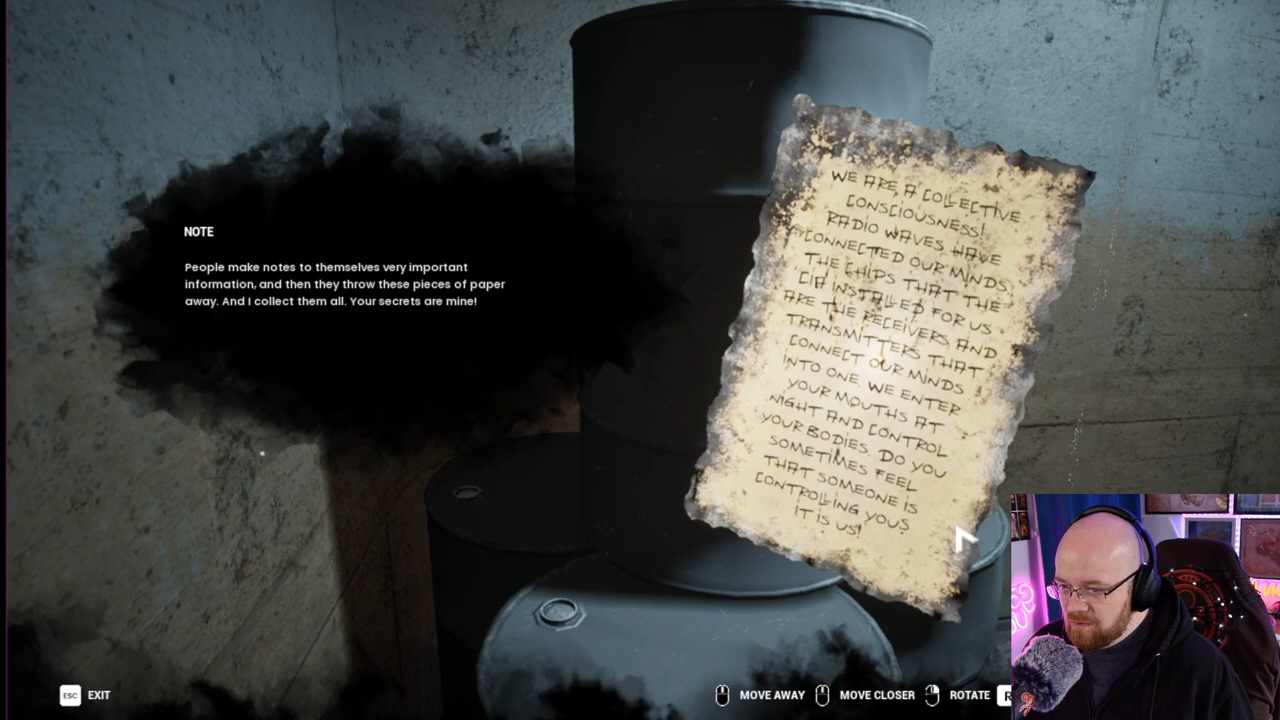 NOTE
People make notes to themselves very important
information, and then they throw these pieces of paper
away. And I collect them all. Your secrets are mine!
WE ARE, A COLLECTIVE
CONSCIOUSNESS!
RADIO WAVES HAVE
CONNECTED OUR MINDS,
THE CHIPS THAT THE
CIA INSTALLED FOR US
ARE THE RECEIVERS AND
TRANSMITTERS THAT
CONNECT OUR MINDS
INTO ONE. WE ENTER
YOUR MOUTHS AT
NIGHT AND CONTROL
YOUR BODIES. DO YOU
SOMETIMES FEEL
THAT SOMEONE IS
CONTROLLING YOU?
IT IS US!
ESC EXIT
MOVE AWAY MOVE CLOSER ROTATE R